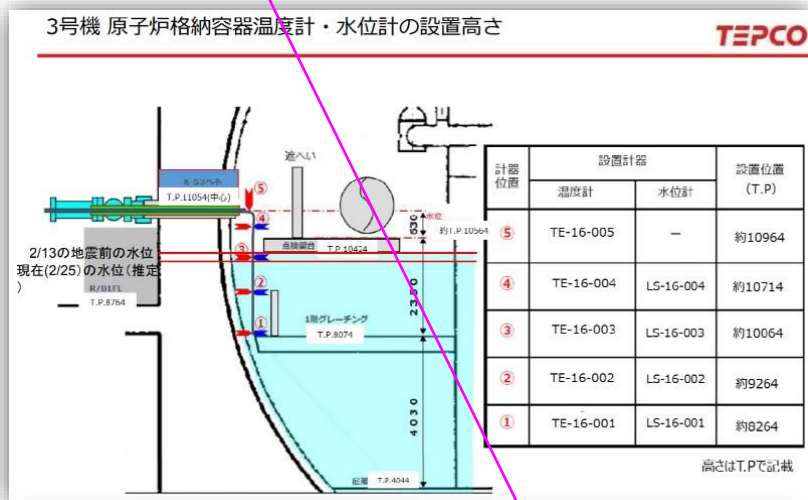 3号機 原子炉格納容器温度計・水位計の設置高さ
TEPCO
X-53ペネ
T.P.11054(中心)
遮へい
⑤
④
③
②
①
630
水位
約T.P.10564
点検架台
T.P.10424
2/13の地震前の水位
現在(2/25)の水位(推定
)
R/B1FL
T.P.8764
2350
1階グレーチング
T.P.8074
4030
T.P.4044
計器位置 設置計器 設置位置(T.P)
温度計 水位計
⑤ TE-16-005 － 約10964
④ TE-16-004 LS-16-004 約10714
③ TE-16-003 LS-16-003 約10064
② TE-16-002 LS-16-002 約9264
① TE-16-001 LS-16-001 約8264
高さはT.Pで記載